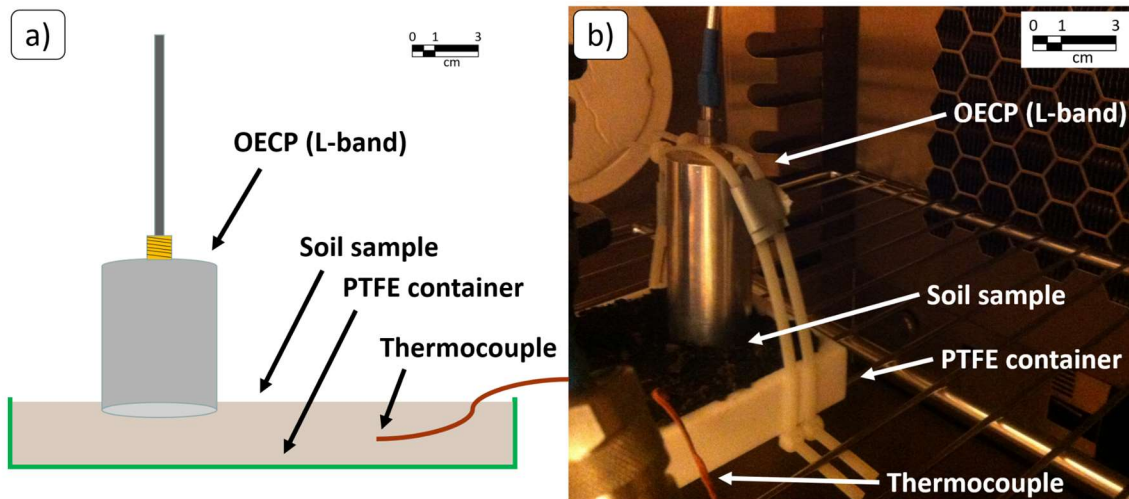 a)
0 1 3
cm
OECP (L-band)
Soil sample
PTFE container
Thermocouple
b)
0 1 3
cm
OECP (L-band)
Soil sample
PTFE container
Thermocouple